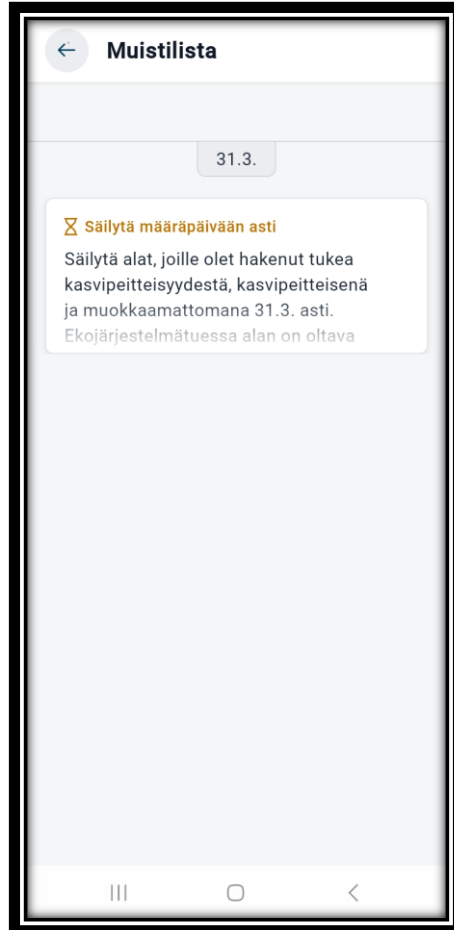 Muistilista
31.3.
Säilytä määräpäivään asti
Säilytä alat, joille olet hakenut tukea
kasvipeitteisyydestä, kasvipeitteisenä
ja muokkaamattomana 31.3. asti.
Ekojärjestelmätuessa alan on oltava